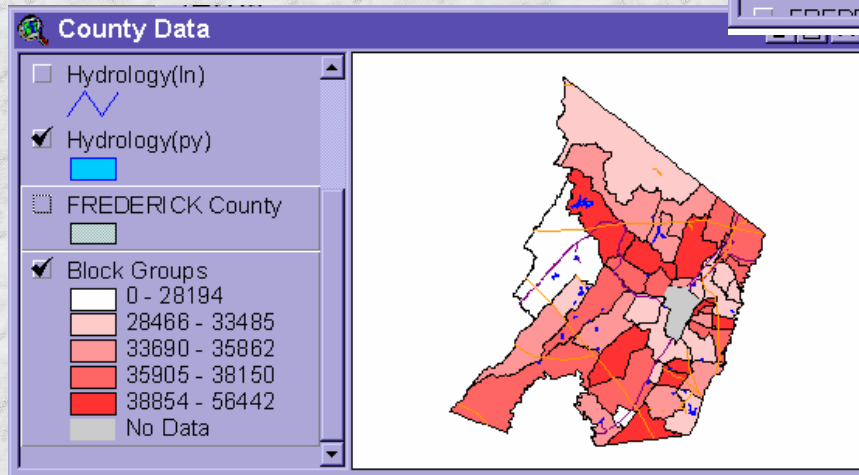 County Data
Hydrology(ln)
Hydrology(py)
FREDERICK County
Block Groups
0 - 28194
28466 - 33485
33690 - 35862
35905 - 38150
38854 - 56442
No Data